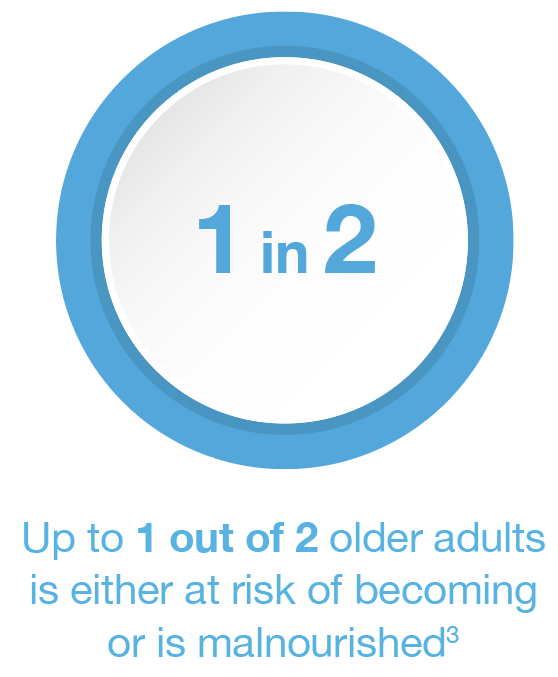 1 in 2
Up to 1 out of 2 older adults
is either at risk of becoming
or is malnourished³